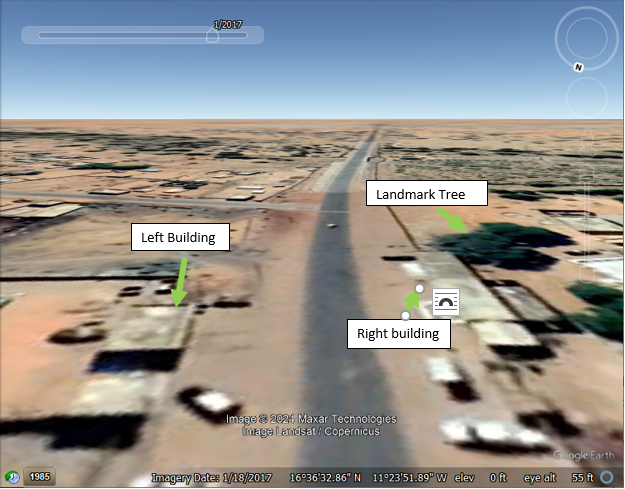 1/2017
N
Landmark Tree
Left Building
Right building
Image © 2024 Maxar Technologies
Image Landsat / Copernicus
Google Earth
1985 Imagery Date: 1/18/2017 16°36'32.86" N 11°23'51.89" W elev 0 ft eye alt 55 ft